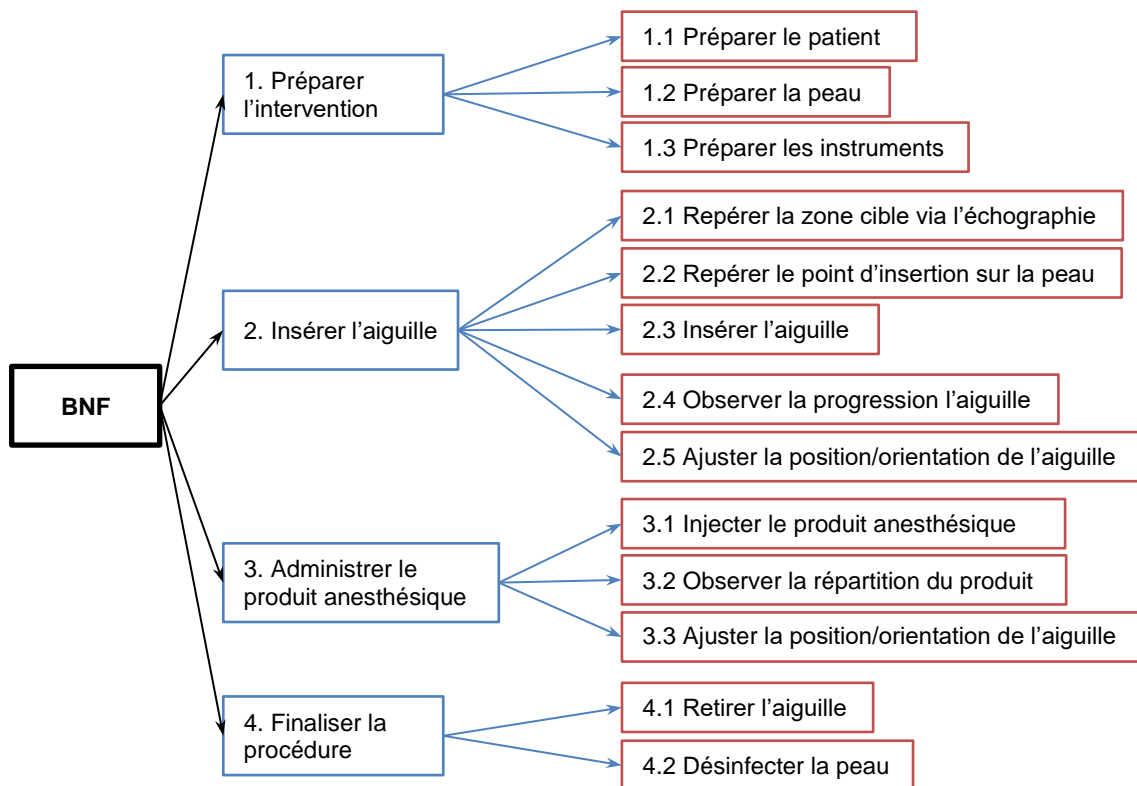 BNF
1. Préparer
l’intervention
1.1 Préparer le patient
1.2 Préparer la peau
1.3 Préparer les instruments
2. Insérer l’aiguille
2.1 Repérer la zone cible via l’échographie
2.2 Repérer le point d’insertion sur la peau
2.3 Insérer l’aiguille
2.4 Observer la progression l’aiguille
2.5 Ajuster la position/orientation de l’aiguille
3. Administrer le
produit anesthésique
3.1 Injecter le produit anesthésique
3.2 Observer la répartition du produit
3.3 Ajuster la position/orientation de l’aiguille
4. Finaliser la
procédure
4.1 Retirer l’aiguille
4.2 Désinfecter la peau